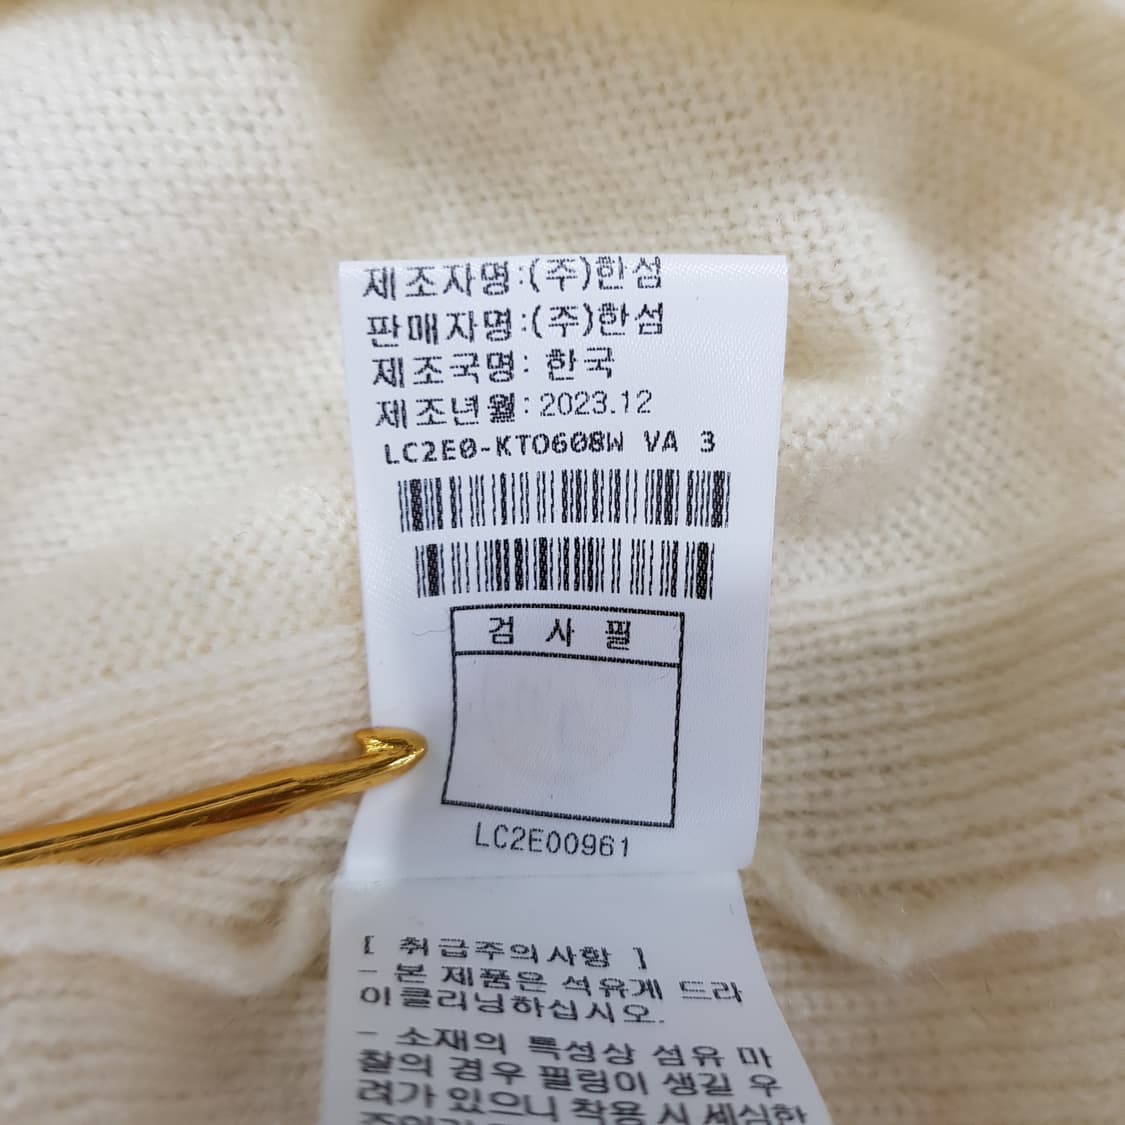 제조자명:(주)한섬
판매자명:(주)한섬
제조국명: 한국
제조년월: 2023.12
LC2E0-KTO608W VA 3
검 사 필
LC2E00961
[ 취급주의사항 ]
- 본 제품은 석유계 드라
이클리닝하십시오.
- 소재의 특성상 섬유 마
찰의 경우 필링이 생길 우
려가 있으니 착용 시 세심한